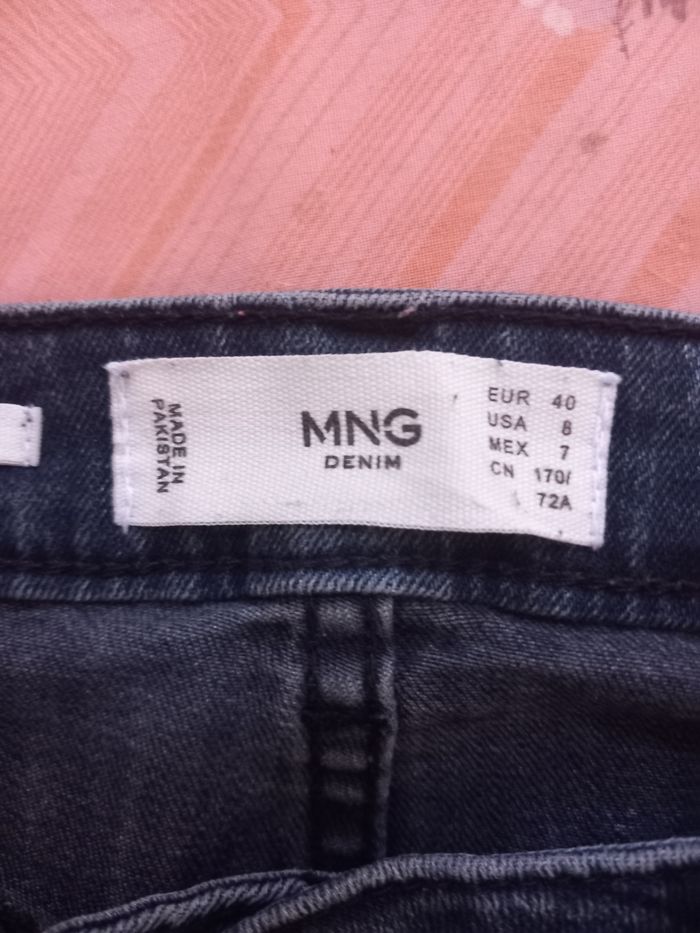 MADE IN
PAKISTAN
MNG
DENIM
EUR 40
USA 8
MEX 7
CN 170/
72A